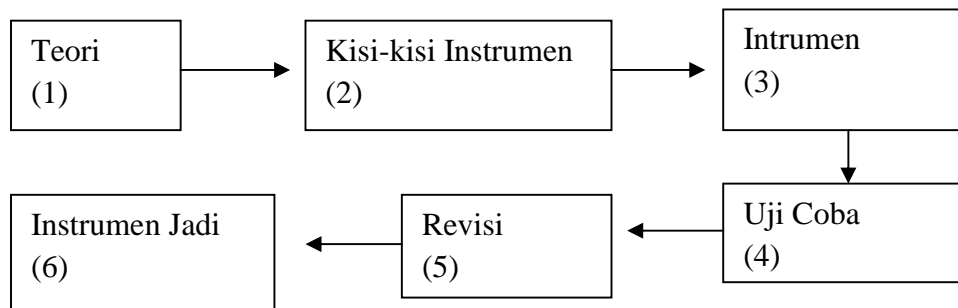 Teori
(1)
Kisi-kisi Instrumen
(2)
Intrumen
(3)
Uji Coba
(4)
Revisi
(5)
Instrumen Jadi
(6)